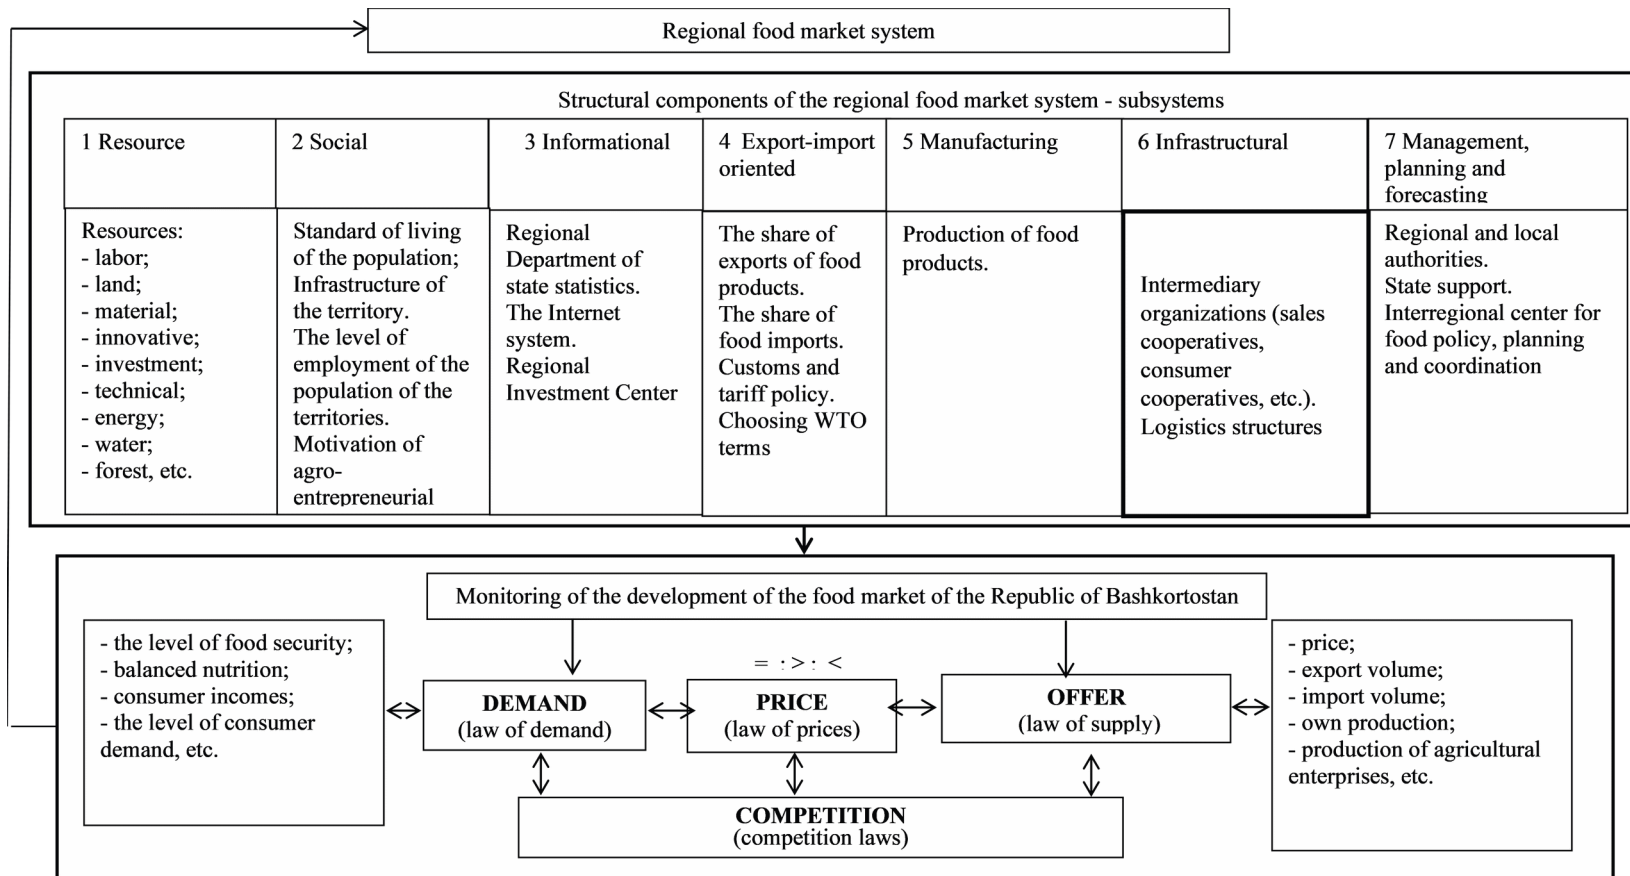 Regional food market system
Structural components of the regional food market system - subsystems
1 Resource
2 Social
3 Informational
4 Export-import
oriented
5 Manufacturing
6 Infrastructural
7 Management,
planning and
forecasting
Resources:
- labor;
- land;
- material;
- innovative;
- investment;
- technical;
- energy;
- water;
- forest, etc.
Standard of living
of the population;
Infrastructure of
the territory.
The level of
employment of the
population of the
territories.
Motivation of
agro-
entrepreneurial
Regional
Department of
state statistics.
The Internet
system.
Regional
Investment Center
The share of
exports of food
products.
The share of
food imports.
Customs and
tariff policy.
Choosing WTO
terms
Production of food
products.
Intermediary
organizations (sales
cooperatives,
consumer
cooperatives, etc.).
Logistics structures
Regional and local
authorities.
State support.
Interregional center for
food policy, planning
and coordination
Monitoring of the development of the food market of the Republic of Bashkortostan
- the level of food security;
- balanced nutrition;
- consumer incomes;
- the level of consumer
demand, etc.
= : > : <
DEMAND
(law of demand)
PRICE
(law of prices)
OFFER
(law of supply)
- price;
- export volume;
- import volume;
- own production;
- production of agricultural
enterprises, etc.
COMPETITION
(competition laws)